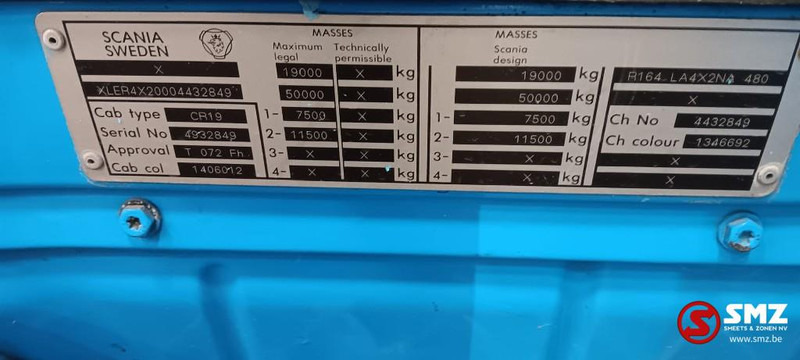 SCANIA
SWEDEN
X
XLER4X20004432849
Cab type CR19
Serial No 4932849
Approval T 072 Fh
Cab col 1406012
MASSES
Maximum legal Technically permissible
19000 X kg
50000 X kg
1- 7500 X kg
2- 11500 X kg
3- X X kg
4- X X kg
MASSES
Scania design
19000 kg
50000 kg
1- 7500 kg
2- 11500 kg
3- X kg
4- X kg
R164 LA4X2NA 480
X
Ch No 4432849
Ch colour 1346692
X
X
SMZ
SMEETS & ZONEN NV
www.smz.be